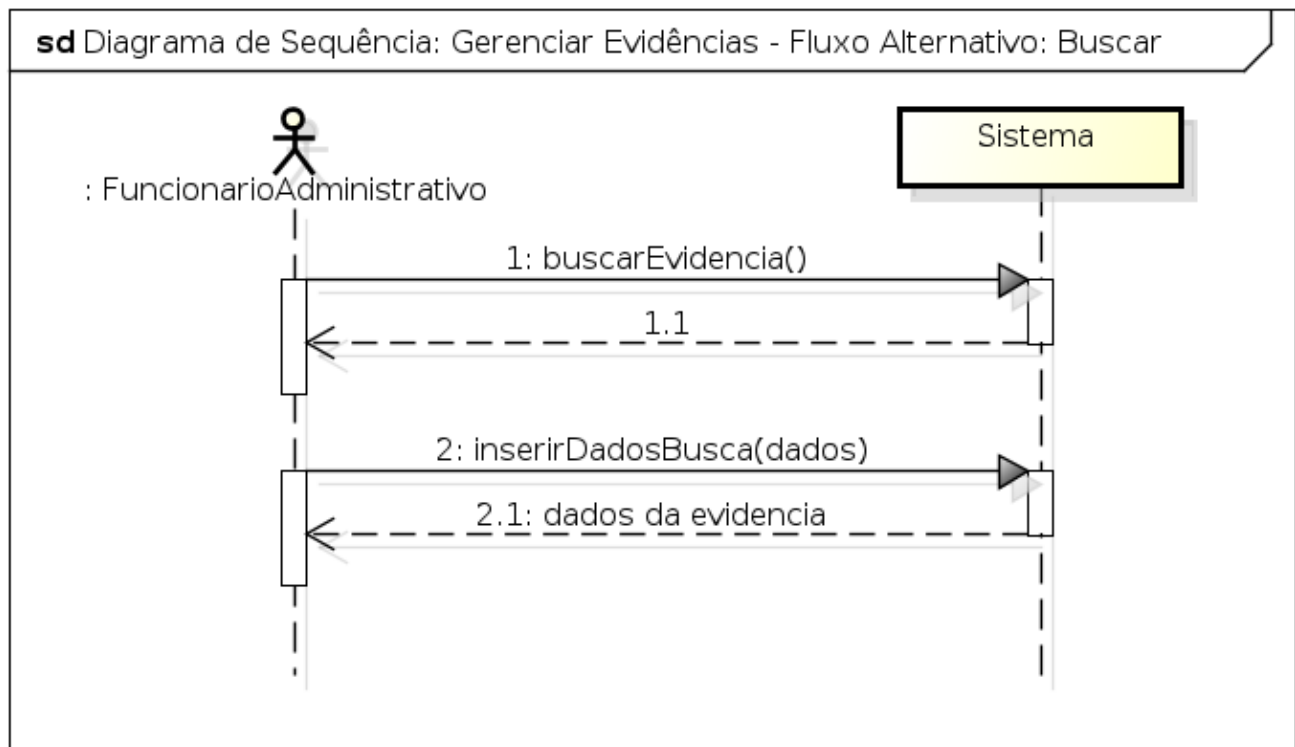 sd Diagrama de Sequência: Gerenciar Evidências - Fluxo Alternativo: Buscar
: FuncionarioAdministrativo
Sistema
1: buscarEvidencia()
1.1
2: inserirDadosBusca(dados)
2.1: dados da evidencia